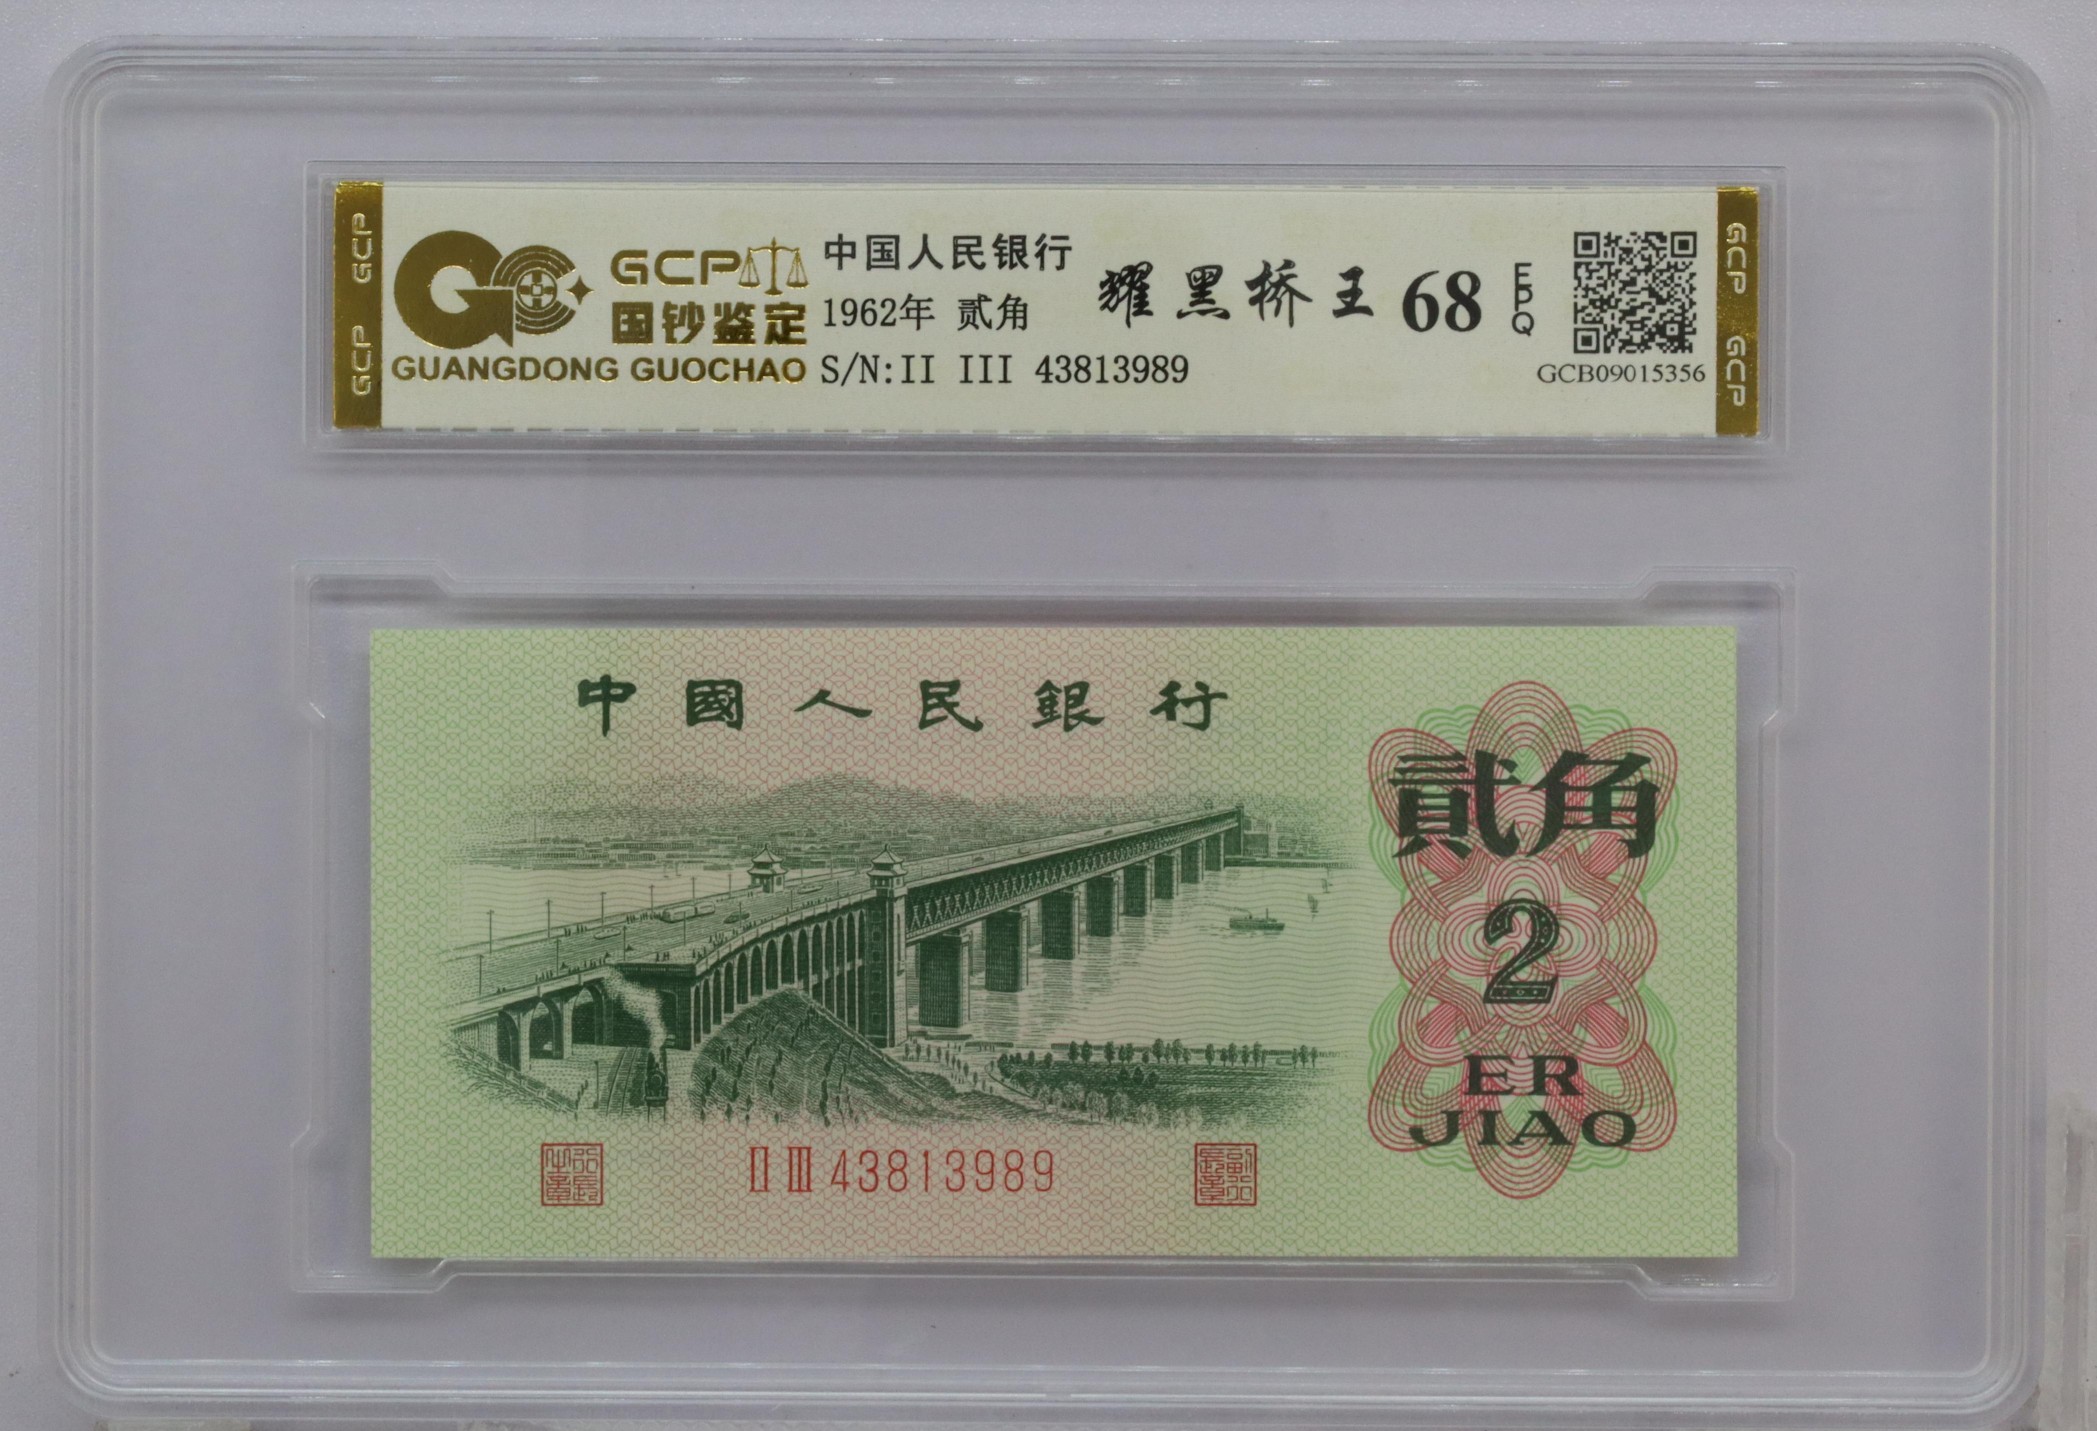 GCP
GCP
GCP
国钞鉴定
GUANGDONG GUOCHAO
中国人民银行
1962年 贰角
S/N:II III 43813989
耀黑桥王
68
EPQ
GCB09015356
GCP
GCP
中國人民銀行
貳角
2
ER
JIAO
II III 43813989